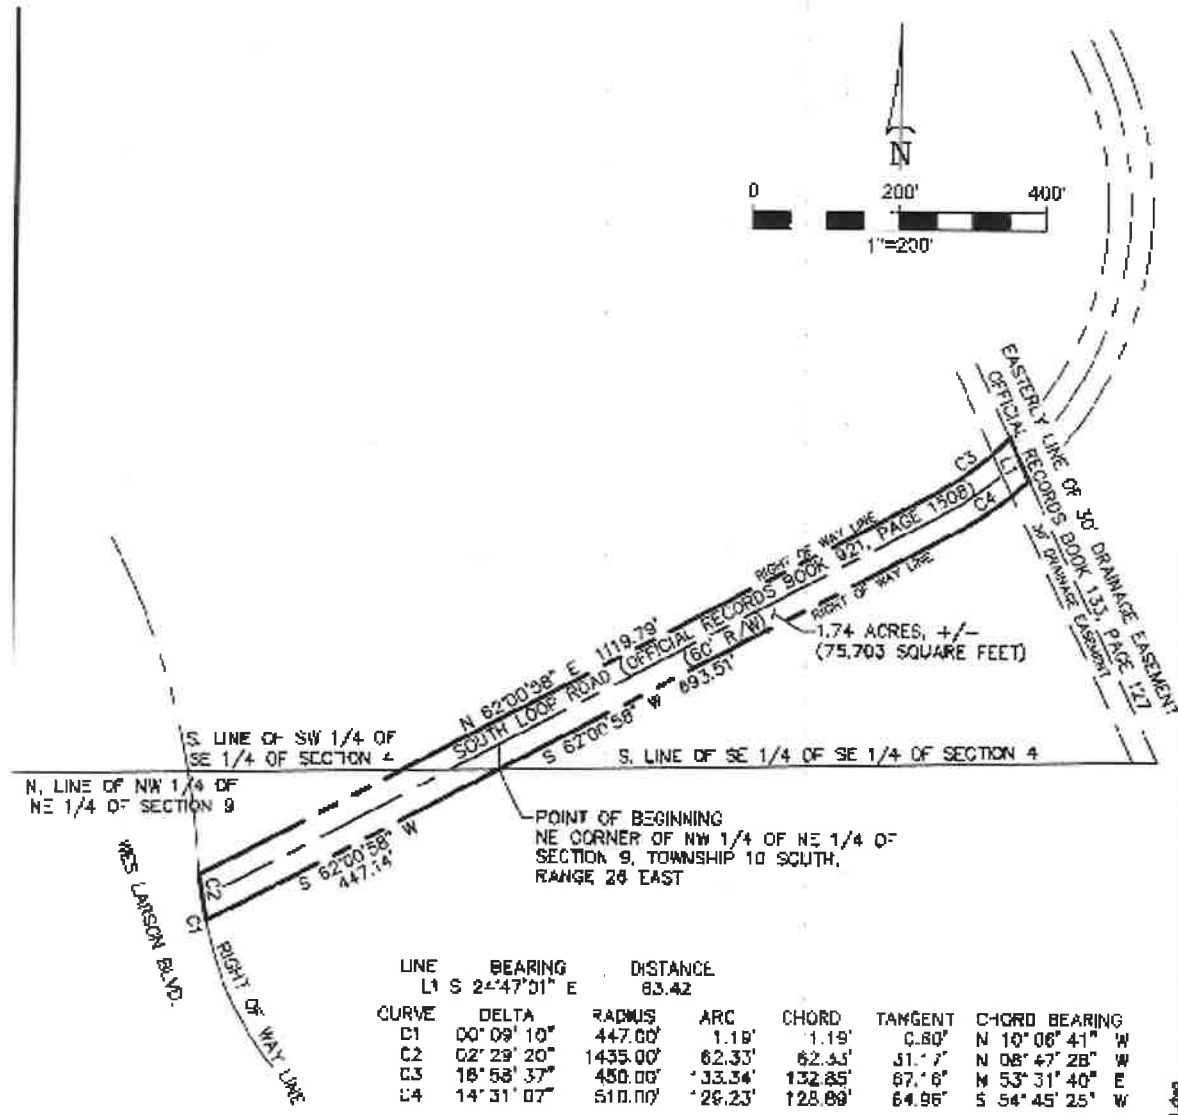 N
0 200' 400'
1"=200'
EASTERLY LINE OF 30' DRAINAGE EASEMENT
OFFICIAL RECORDS BOOK 133, PAGE 127
30' DRAINAGE EASEMENT
L1
C3
C4
RIGHT OF WAY LINE
N 62°00'58" E 1119.79'
SOUTH LOOP ROAD (OFFICIAL RECORDS BOOK 921, PAGE 1508)
(60' R/W)
RIGHT OF WAY LINE
S 62°00'58" W 693.51'
1.74 ACRES, +/-
(75,703 SQUARE FEET)
S. LINE OF SW 1/4 OF
SE 1/4 OF SECTION 4
S. LINE OF SE 1/4 OF SE 1/4 OF SECTION 4
N. LINE OF NW 1/4 OF
NE 1/4 OF SECTION 9
POINT OF BEGINNING
NE CORNER OF NW 1/4 OF NE 1/4 OF
SECTION 9, TOWNSHIP 10 SOUTH,
RANGE 26 EAST
S 62°00'58" W
447.14'
C2
C1
WES LARSON BLVD.
RIGHT OF WAY LINE
LINE BEARING DISTANCE
L1 S 24°47'01" E 63.42
CURVE DELTA RADIUS ARC CHORD TANGENT CHORD BEARING
C1 00°09'10" 447.00' 1.19' 1.19' 0.60' N 10°06'41" W
C2 02°29'20" 1435.00' 62.33' 62.33' 31.17' N 08°47'28" W
C3 16°58'37" 450.00' 133.34' 132.85' 67.16' N 53°31'40" E
C4 14°31'07" 510.00' 129.23' 128.89' 64.96' S 54°45'25" W